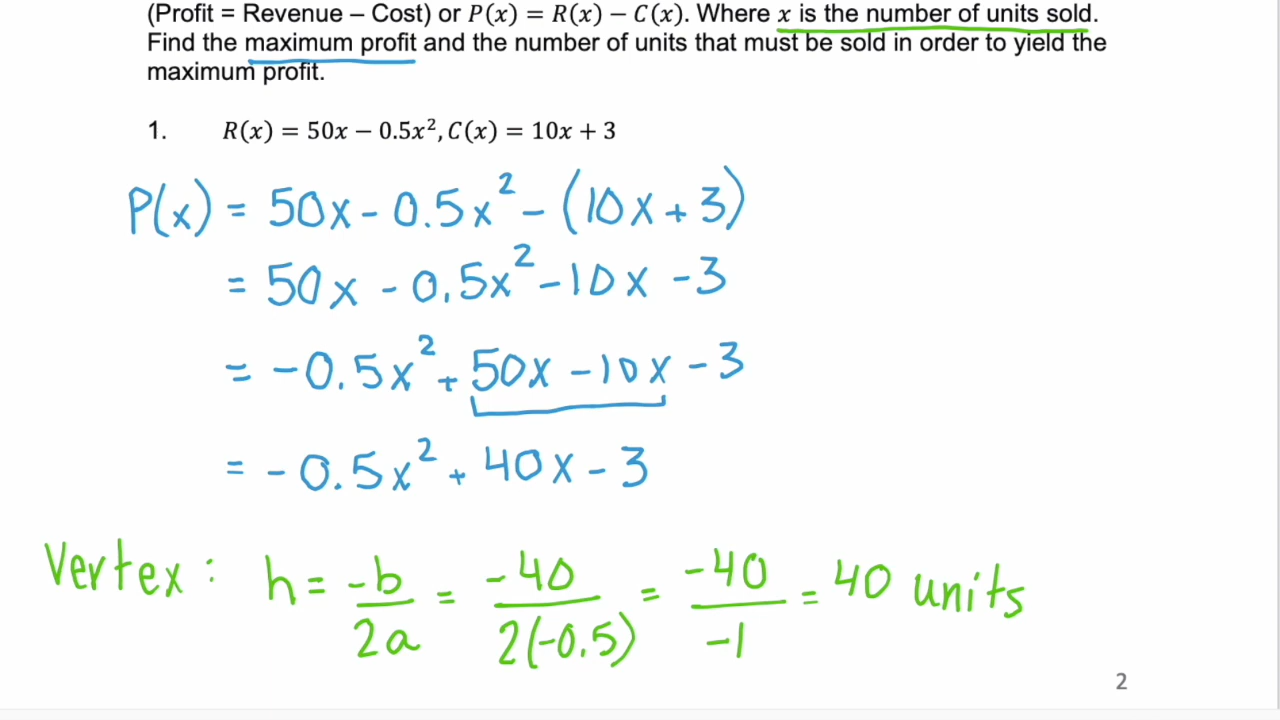 (Profit = Revenue – Cost) or P(x) = R(x) − C(x). Where x is the number of units sold.
Find the maximum profit and the number of units that must be sold in order to yield the
maximum profit.
1. R(x) = 50x − 0.5x², C(x) = 10x + 3
P(x) = 50x - 0.5x² - (10x + 3)
= 50x - 0.5x² - 10x - 3
= -0.5x² + 50x - 10x - 3
= -0.5x² + 40x - 3
Vertex: h = -b/2a = -40/2(-0.5) = -40/-1 = 40 units
2